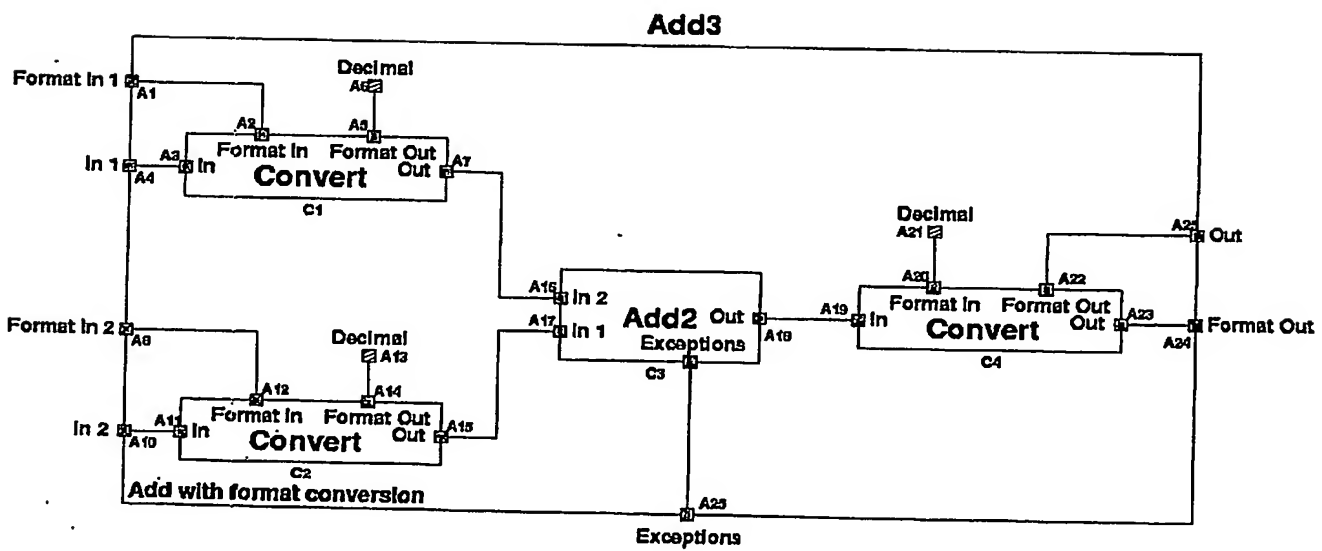 Add3
Format In 1
A1
Decimal
A6
A2
A5
Format In
Format Out
In 1
A4
A3
In
Convert
Out
A7
C1
Decimal
A21
A25
Out
A20
A22
Format In
Format Out
A19
In
Convert
Out
A23
A24
Format Out
C4
A16
In 2
A17
In 1
Add2
Out
A18
Exceptions
C3
Format In 2
Decimal
A13
A12
A14
Format In
Format Out
In 2
A10
A11
In
Convert
Out
A15
C2
Add with format conversion
A25
Exceptions